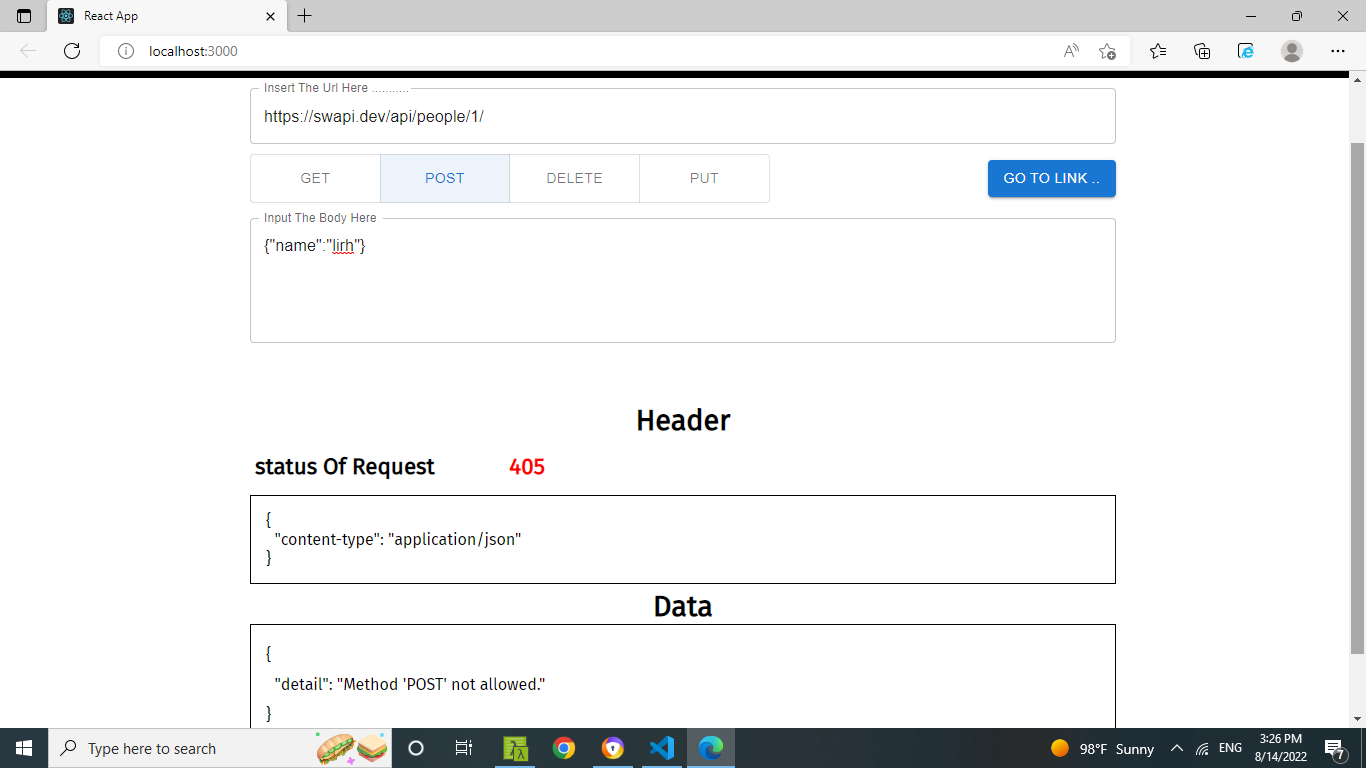 React App
localhost:3000
Insert The Url Here ...........
https://swapi.dev/api/people/1/
GET POST DELETE PUT GO TO LINK ..
Input The Body Here
{"name":"lirh"}
Header
status Of Request 405
{
"content-type": "application/json"
}
Data
{
"detail": "Method 'POST' not allowed."
}
Type here to search
98°F Sunny
ENG
3:26 PM
8/14/2022
7